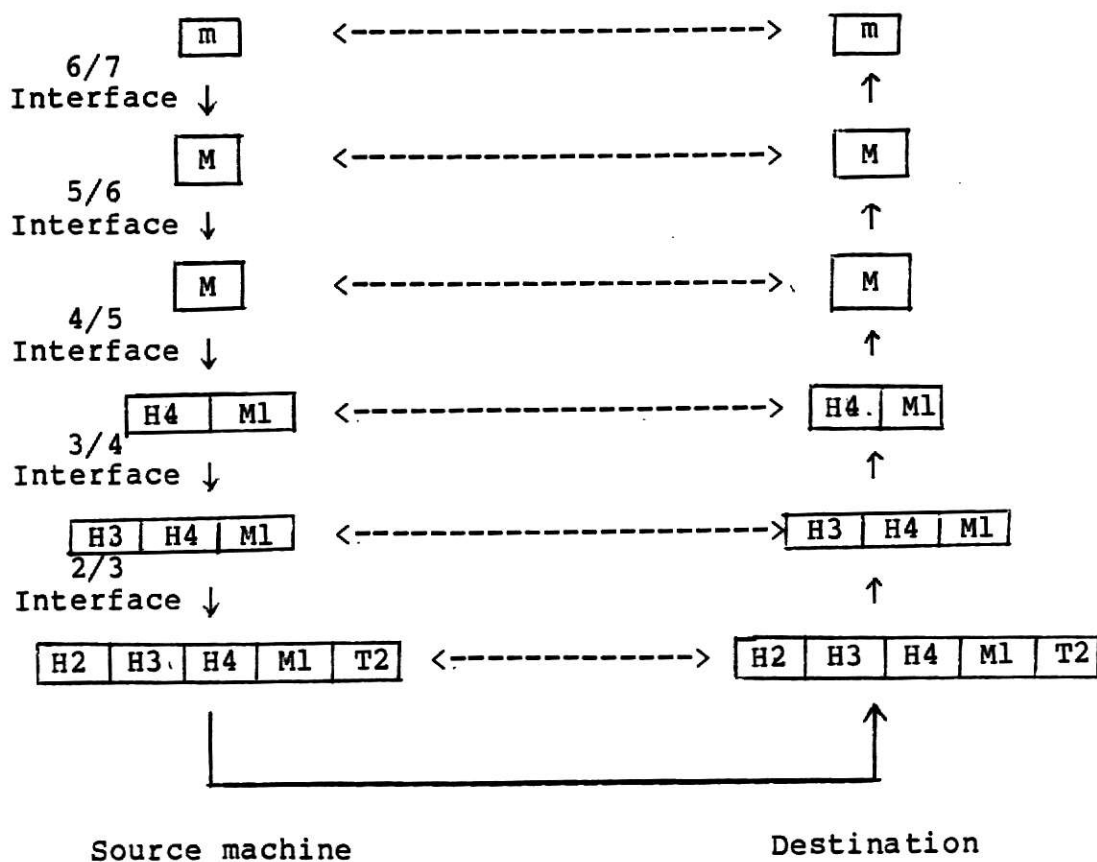 m <---------------> m
6/7
Interface ↓ ↑
M <---------------> M
5/6
Interface ↓ ↑
M <---------------> M
4/5
Interface ↓ ↑
H4 M1 <---------------> H4 M1
3/4
Interface ↓ ↑
H3 H4 M1 <---------------> H3 H4 M1
2/3
Interface ↓ ↑
H2 H3 H4 M1 T2 <---------> H2 H3 H4 M1 T2
Source machine Destination